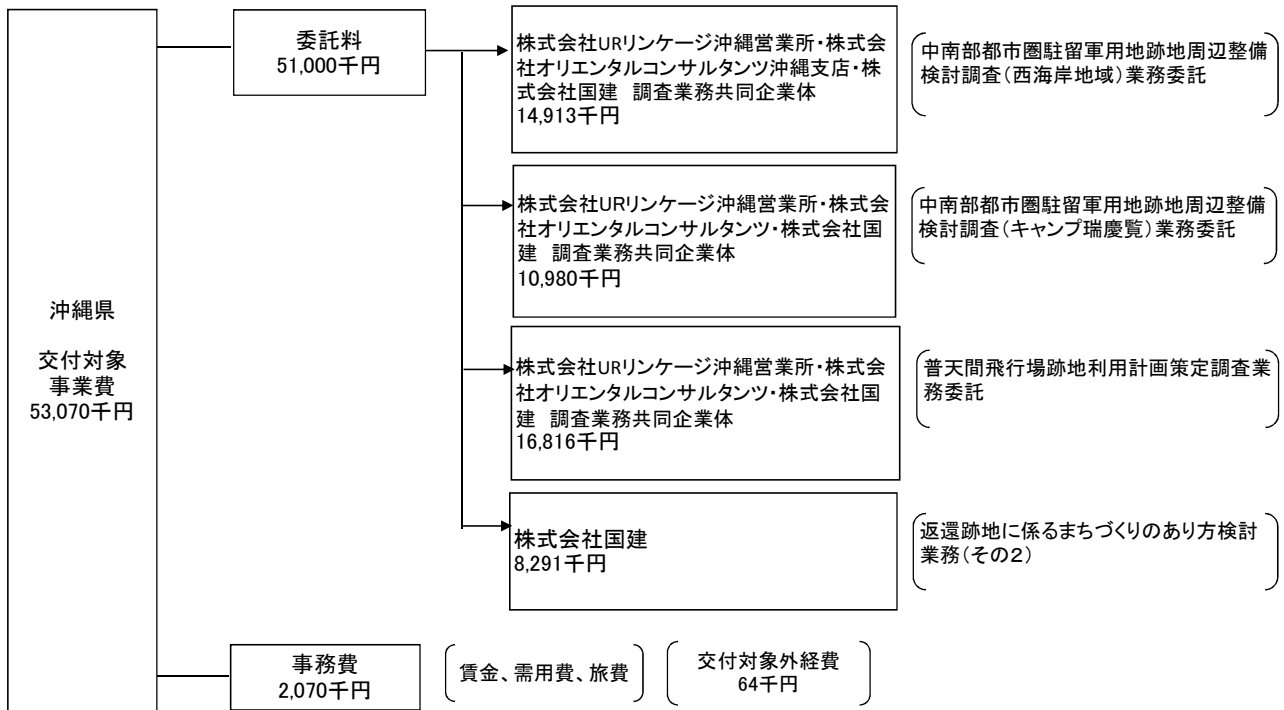 委託料
51,000千円
株式会社URリンケージ沖縄営業所・株式会
社オリエンタルコンサルタンツ沖縄支店・株
式会社国建　調査業務共同企業体
14,913千円
中南部都市圏駐留軍用地跡地周辺整備
検討調査（西海岸地域）業務委託
株式会社URリンケージ沖縄営業所・株式会
社オリエンタルコンサルタンツ・株式会社国
建　調査業務共同企業体
10,980千円
中南部都市圏駐留軍用地跡地周辺整備
検討調査（キャンプ瑞慶覧）業務委託
沖縄県
交付対象
事業費
53,070千円
株式会社URリンケージ沖縄営業所・株式会
社オリエンタルコンサルタンツ・株式会社国
建　調査業務共同企業体
16,816千円
普天間飛行場跡地利用計画策定調査業
務委託
株式会社国建
8,291千円
返還跡地に係るまちづくりのあり方検討
業務（その2）
事務費
2,070千円
賃金、需用費、旅費
交付対象外経費
64千円